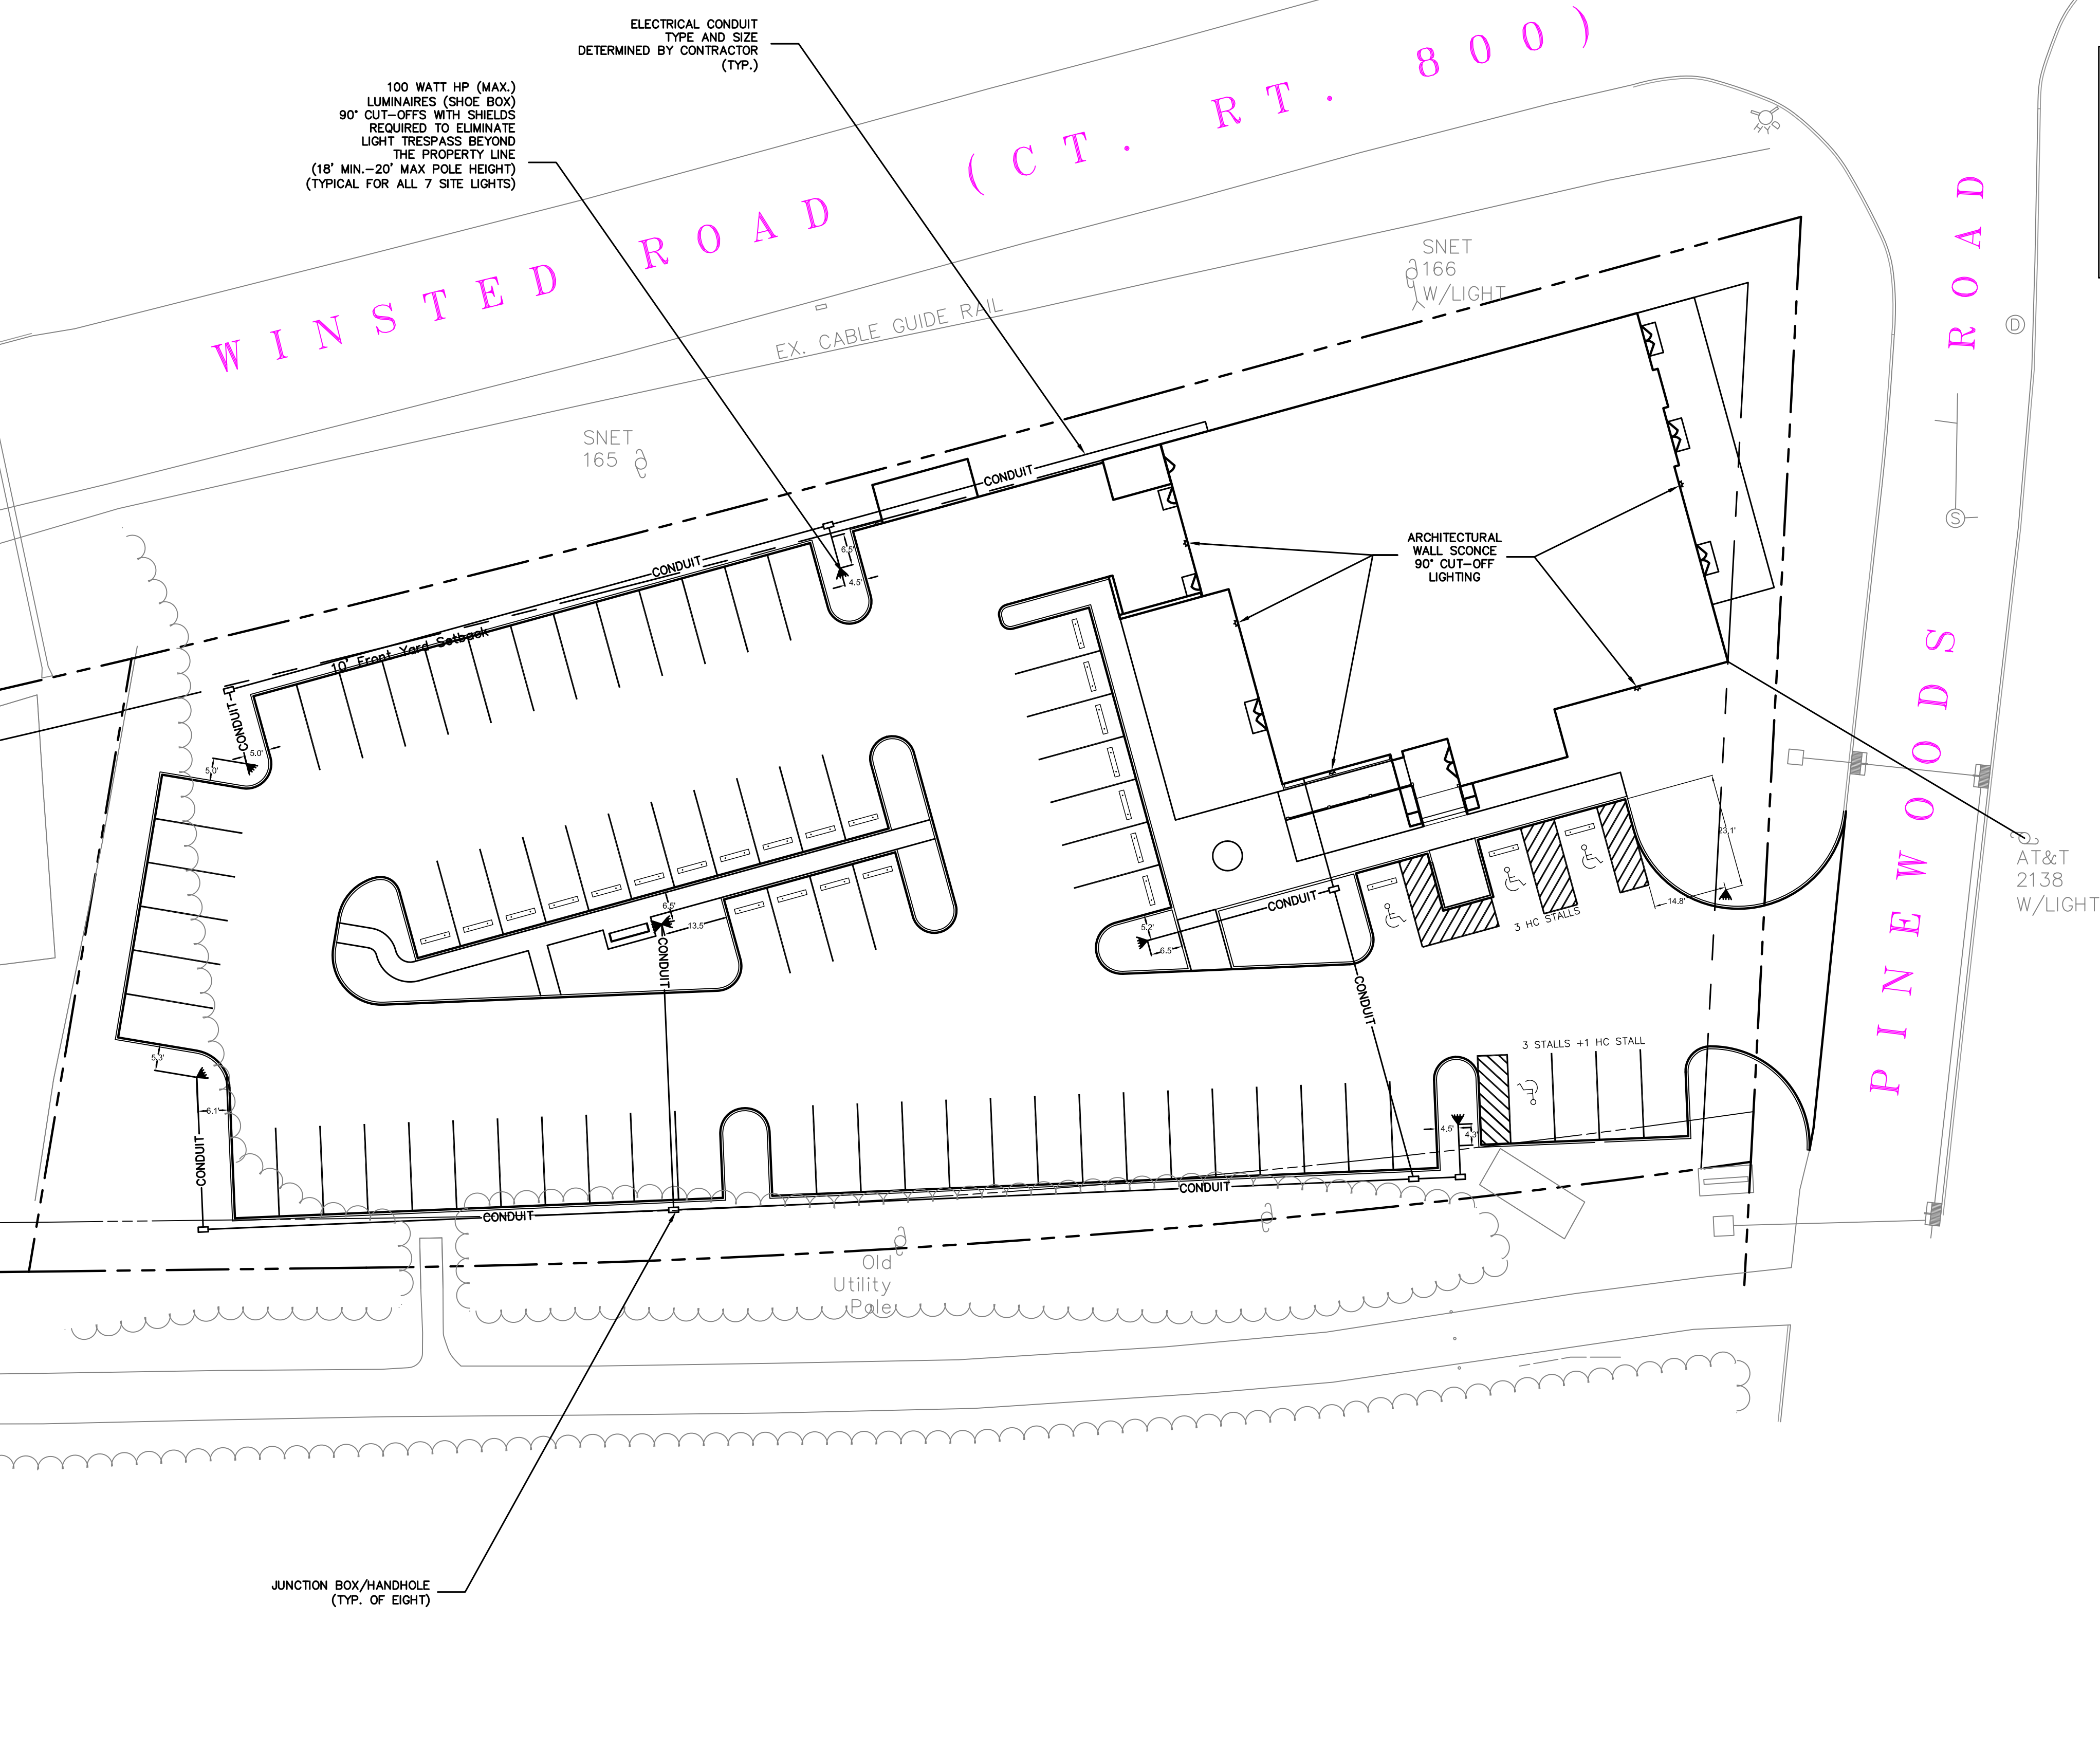 ELECTRICAL CONDUIT
TYPE AND SIZE
DETERMINED BY CONTRACTOR
(TYP.)
100 WATT HP (MAX.)
LUMINAIRES (SHOE BOX)
90° CUT-OFFS WITH SHIELDS
REQUIRED TO ELIMINATE
LIGHT TRESPASS BEYOND
THE PROPERTY LINE
(18' MIN.-20' MAX POLE HEIGHT)
(TYPICAL FOR ALL 7 SITE LIGHTS)
WINSTED ROAD (CT. RT. 800)
HYD
PINEWOODS ROAD
SNET
166
W/LIGHT
D
EX. CABLE GUIDE RAIL
SNET
165
CONDUIT
S
ARCHITECTURAL
WALL SCONCE
90° CUT-OFF
LIGHTING
6.5'
4.5'
CONDUIT
10' Front Yard Setback
CONDUIT
5.0'
5.0'
23.1'
AT&T
2138
W/LIGHT
14.8'
3 HC STALLS
CONDUIT
5.2'
6.5'
6.5'
13.5'
CONDUIT
CONDUIT
3 STALLS +1 HC STALL
5.3'
6.1'
4.5'
4.3'
CONDUIT
CONDUIT
CONDUIT
Old
Utility
Pole
JUNCTION BOX/HANDHOLE
(TYP. OF EIGHT)